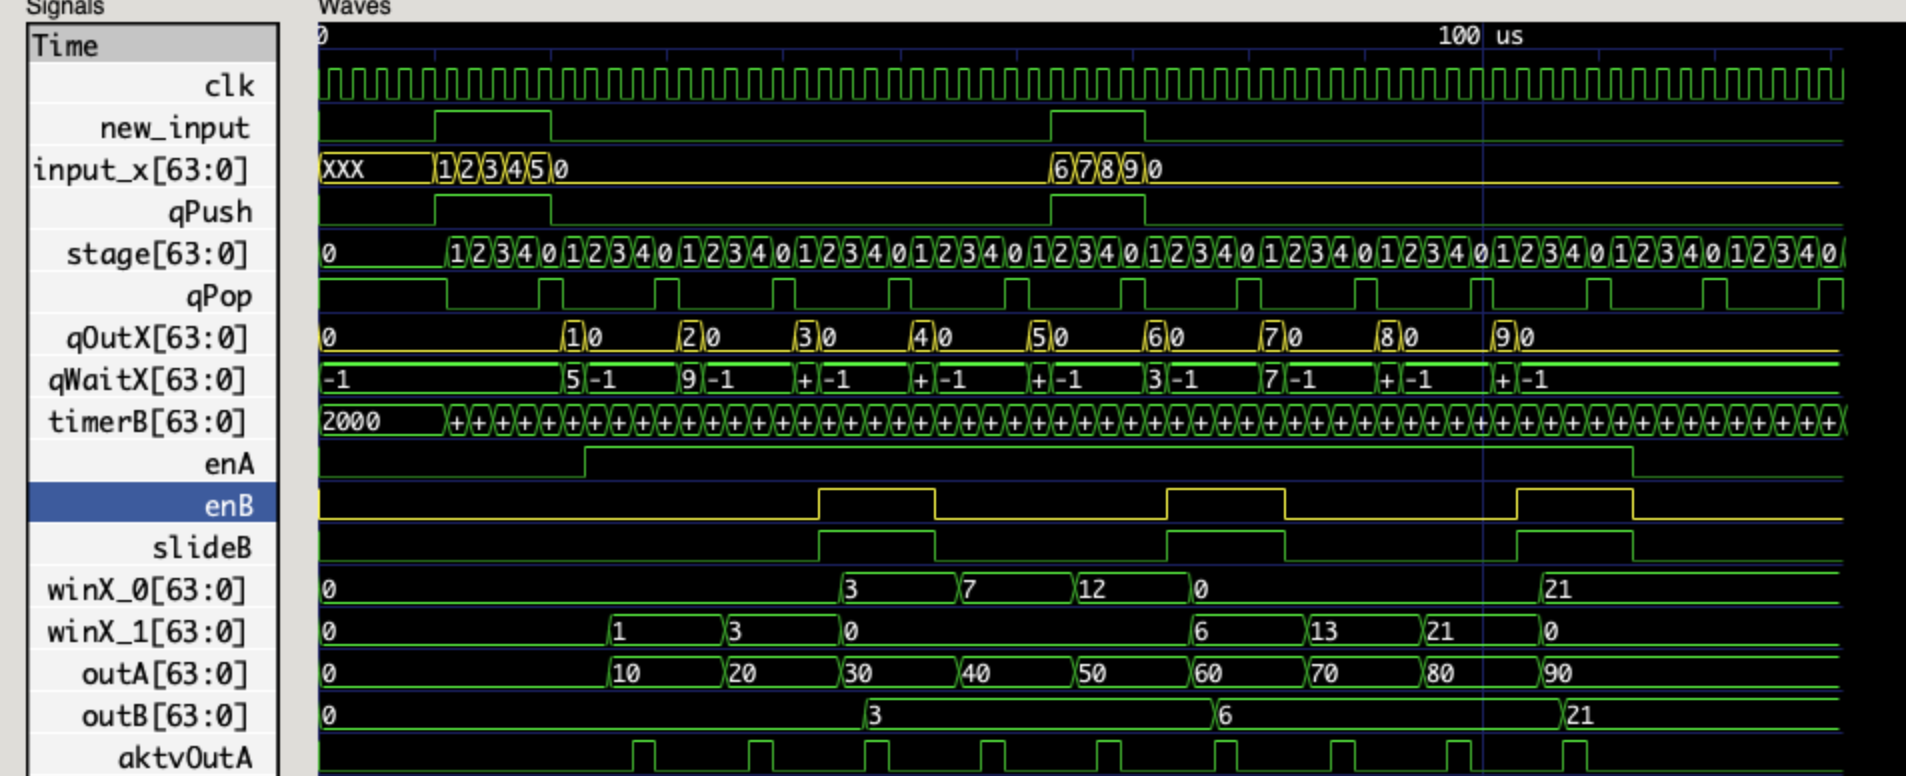 Signals Waves
Time 0 100 us
clk
new_input
input_x[63:0] XXX 1 2 3 4 5 0 6 7 8 9 0
qPush
stage[63:0] 0 1 2 3 4 0 1 2 3 4 0 1 2 3 4 0 1 2 3 4 0 1 2 3 4 0 1 2 3 4 0 1 2 3 4 0 1 2 3 4 0 1 2 3 4 0 1 2 3 4 0 1 2 3 4 0 1 2 3 4 0
qPop
qOutX[63:0] 0 1 0 2 0 3 0 4 0 5 0 6 0 7 0 8 0 9 0
qWaitX[63:0] -1 5 -1 9 -1 + -1 + -1 + -1 3 -1 7 -1 + -1 + -1
timerB[63:0] 2000 + + + + + + + + + + + + + + + + + + + + + + + + + + + + + + + + + + + + + + + + + + + + + + + + + + + + + + + + + + + +
enA
enB
slideB
winX_0[63:0] 0 3 7 12 0 21
winX_1[63:0] 0 1 3 0 6 13 21 0
outA[63:0] 0 10 20 30 40 50 60 70 80 90
outB[63:0] 0 3 6 21
aktvOutA